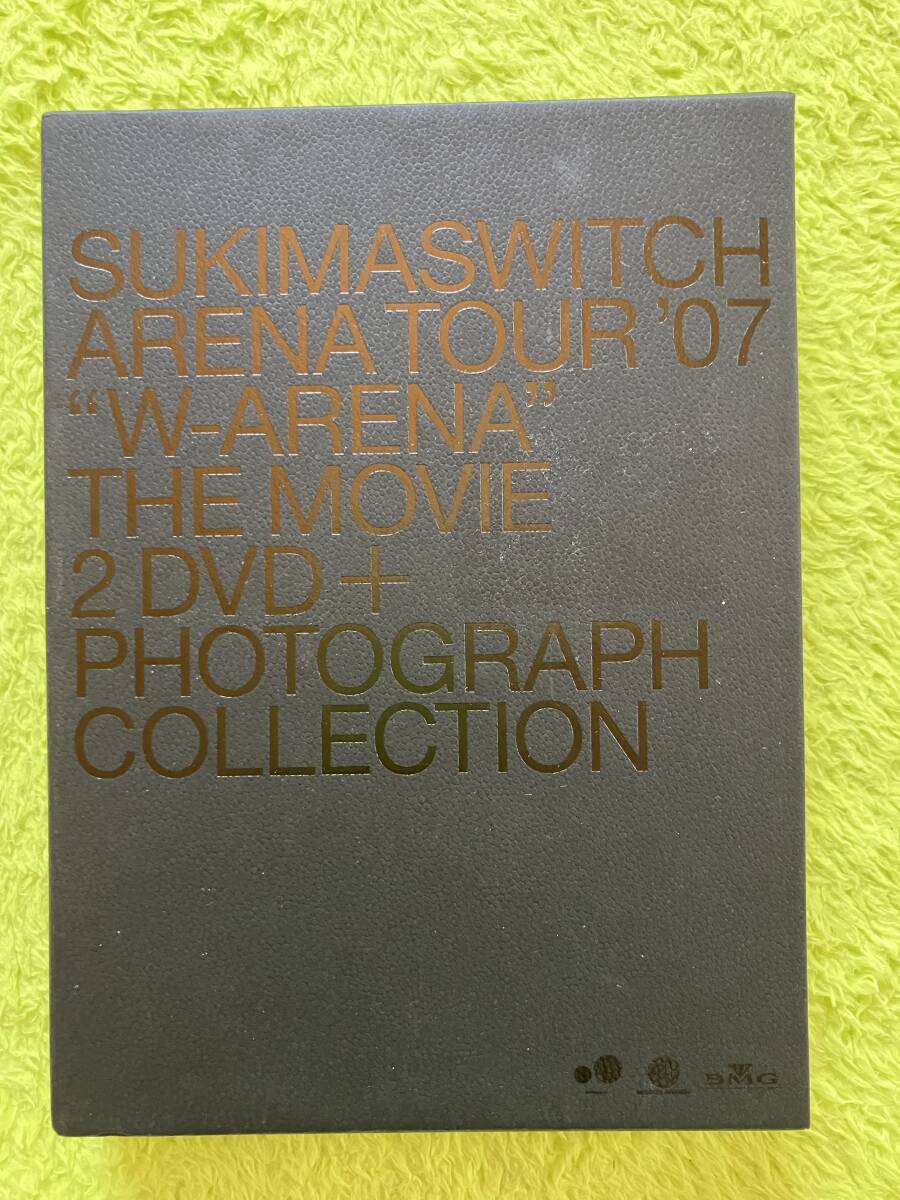 SUKIMASWITCH
ARENA TOUR ’07
“W-ARENA”
THE MOVIE
2 DVD +
PHOTOGRAPH
COLLECTION
BMG